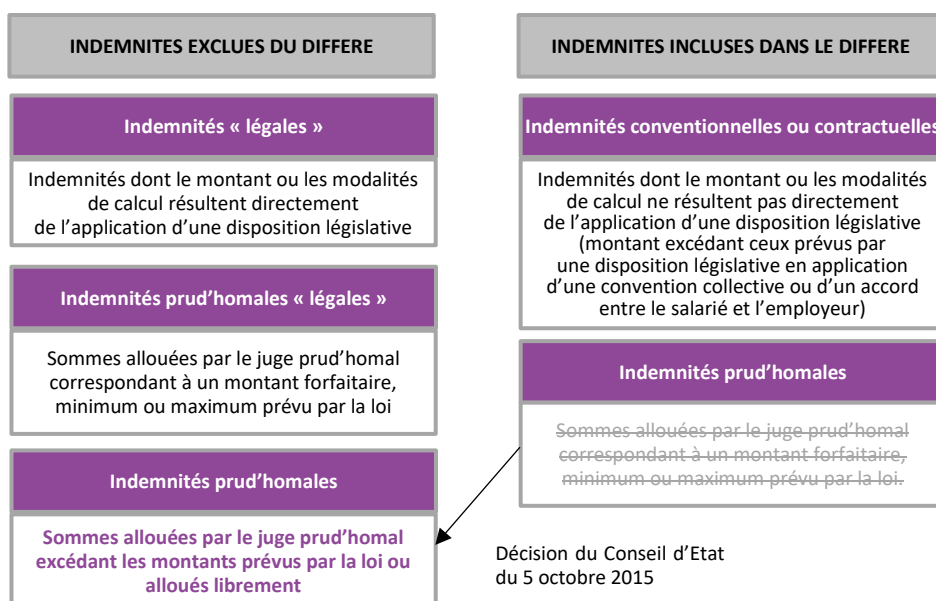 INDEMNITES EXCLUES DU DIFFERE
Indemnités « légales »
Indemnités dont le montant ou les modalités
de calcul résultent directement
de l’application d’une disposition législative
Indemnités prud’homales « légales »
Sommes allouées par le juge prud’homal
correspondant à un montant forfaitaire,
minimum ou maximum prévu par la loi
Indemnités prud’homales
Sommes allouées par le juge prud’homal
excédant les montants prévus par la loi ou
alloués librement
INDEMNITES INCLUSES DANS LE DIFFERE
Indemnités conventionnelles ou contractuelles
Indemnités dont le montant ou les modalités
de calcul ne résultent pas directement
de l’application d’une disposition législative
(montant excédant ceux prévus par
une disposition législative en application
d’une convention collective ou d’un accord
entre le salarié et l’employeur)
Indemnités prud’homales
Sommes allouées par le juge prud’homal
correspondant à un montant forfaitaire,
minimum ou maximum prévu par la loi.
Décision du Conseil d’Etat
du 5 octobre 2015